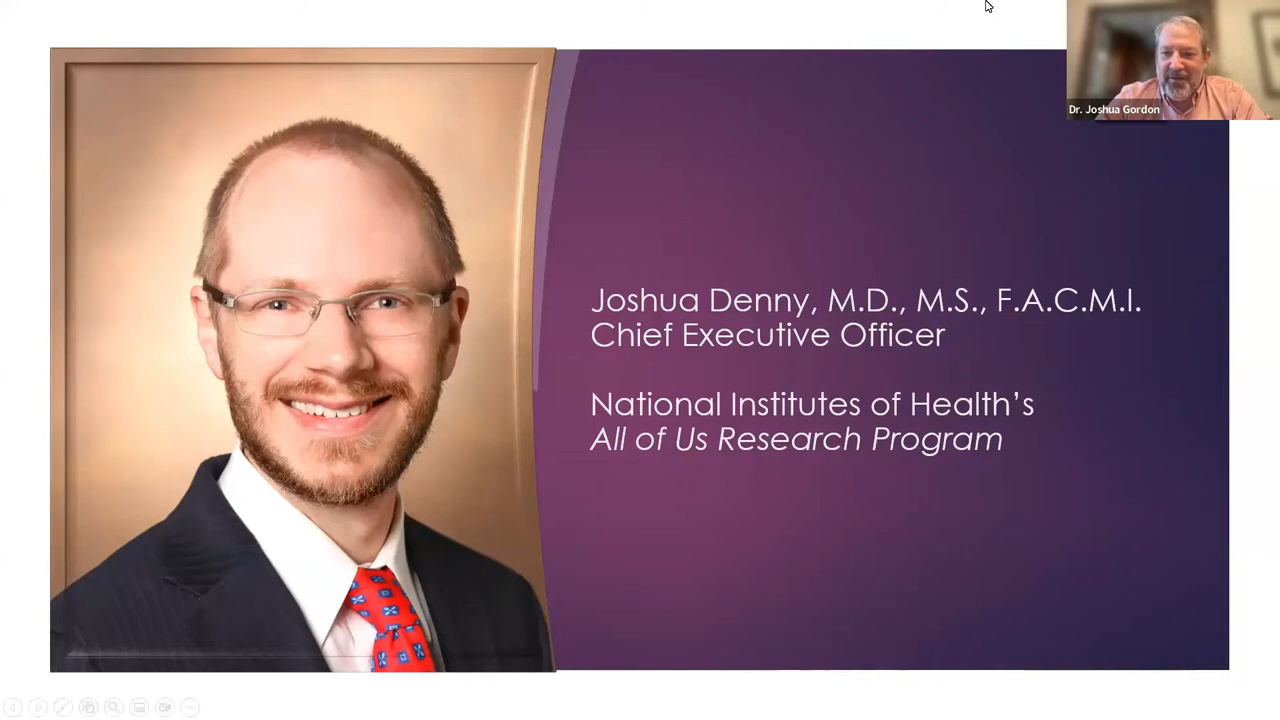 Dr. Joshua Gordon
Joshua Denny, M.D., M.S., F.A.C.M.I.
Chief Executive Officer
National Institutes of Health’s
All of Us Research Program